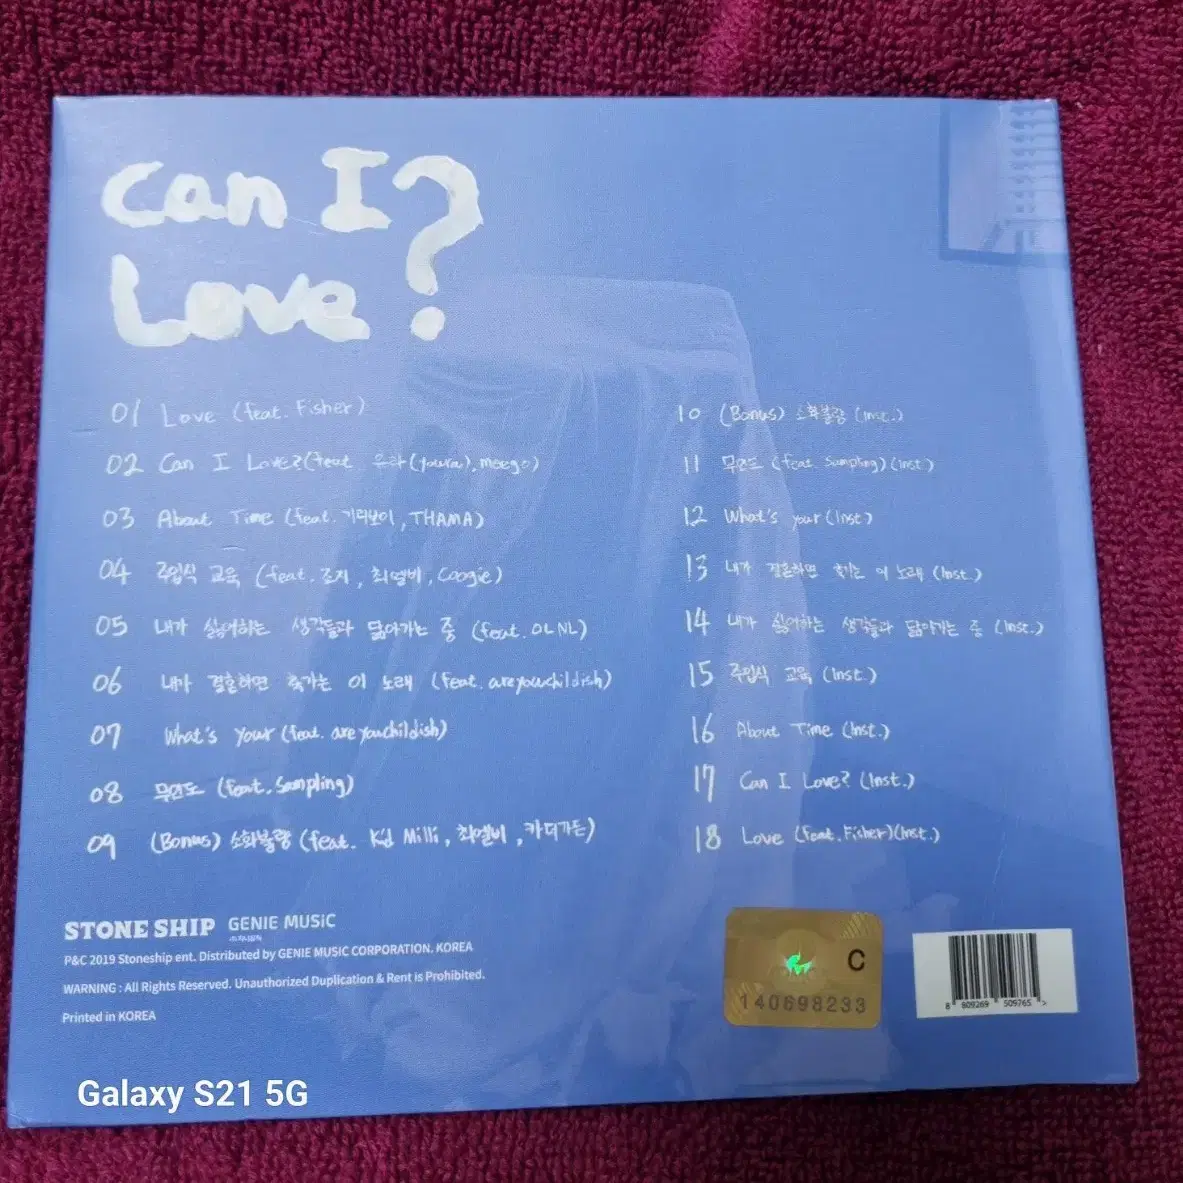 Can I
Love?
01 Love (feat. Fisher)
02 Can I Love?(feat. 유라(youra), meego)
03 About Time (feat. 기리보이, THAMA)
04 주입식 교육 (feat. 죠지, 최엘비, Coogie)
05 내가 싫어하는 생각들과 닮아가는 중 (feat. OLNL)
06 내가 결혼하면 축가는 이 노래 (feat. areyouchildish)
07 What's your (feat. areyouchildish)
08 무인도 (feat. Sampling)
09 (Bonus) 소화불량 (feat. Kid Milli, 최엘비, 카더가든)
10 (Bonus) 소화불량 (Inst.)
11 무인도 (feat. Sampling)(Inst.)
12 What's your (Inst.)
13 내가 결혼하면 축가는 이 노래 (Inst.)
14 내가 싫어하는 생각들과 닮아가는 중 (Inst.)
15 주입식 교육 (Inst.)
16 About Time (Inst.)
17 Can I Love? (Inst.)
18 Love (feat. Fisher)(Inst.)
STONE SHIP GENIE MUSiC
P&C 2019 Stoneship ent. Distributed by GENIE MUSIC CORPORATION. KOREA
WARNING : All Rights Reserved. Unauthorized Duplication & Rent is Prohibited.
Printed in KOREA
C
140698233
8 809269 509765 >
Galaxy S21 5G